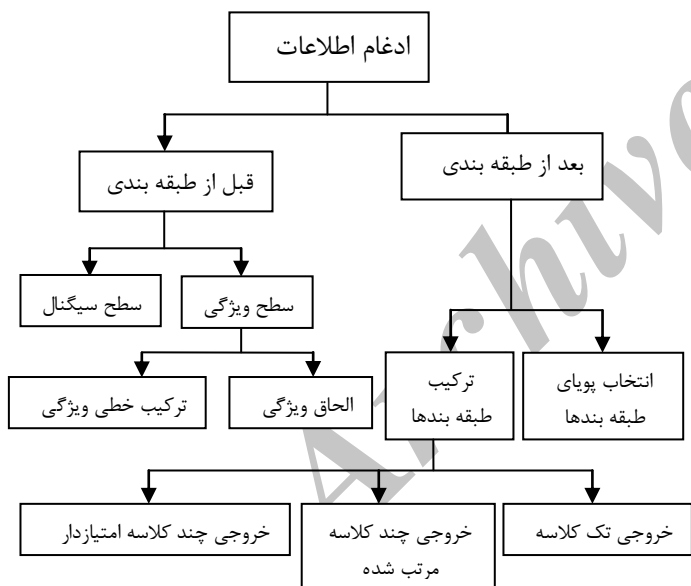 ادغام اطلاعات
بعد از طبقه بندی
قبل از طبقه بندی
سطح ویژگی
سطح سیگنال
انتخاب پویای
طبقه بندها
ترکیب
طبقه بندها
الحاق ویژگی
ترکیب خطی ویژگی
خروجی تک کلاسه
خروجی چند کلاسه
مرتب شده
خروجی چند کلاسه امتیازدار
Archive